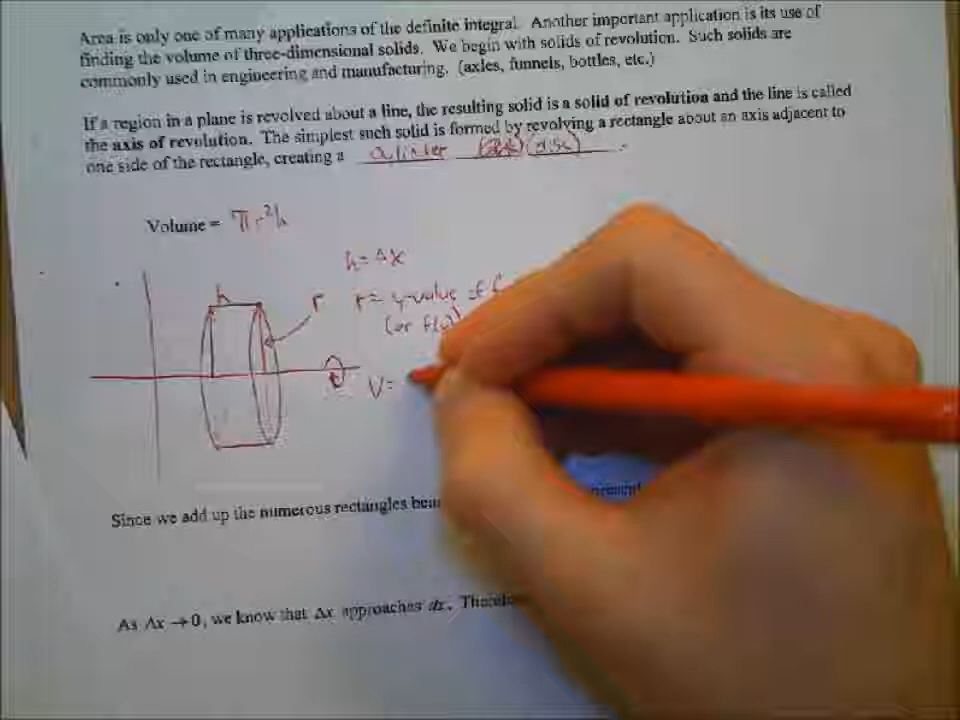 Area is only one of many applications of the definite integral. Another important application is its use of
finding the volume of three-dimensional solids. We begin with solids of revolution. Such solids are
commonly used in engineering and manufacturing. (axles, funnels, bottles, etc.)
If a region in a plane is revolved about a line, the resulting solid is a solid of revolution and the line is called
the axis of revolution. The simplest such solid is formed by revolving a rectangle about an axis adjacent to
one side of the rectangle, creating a (disc).
Volume = πr²h
h = Δx
h
r
r = y-value of f
(or f(x))
V =
Since we add up the numerous rectangles
As Δx → 0, we know that Δx approaches dx.